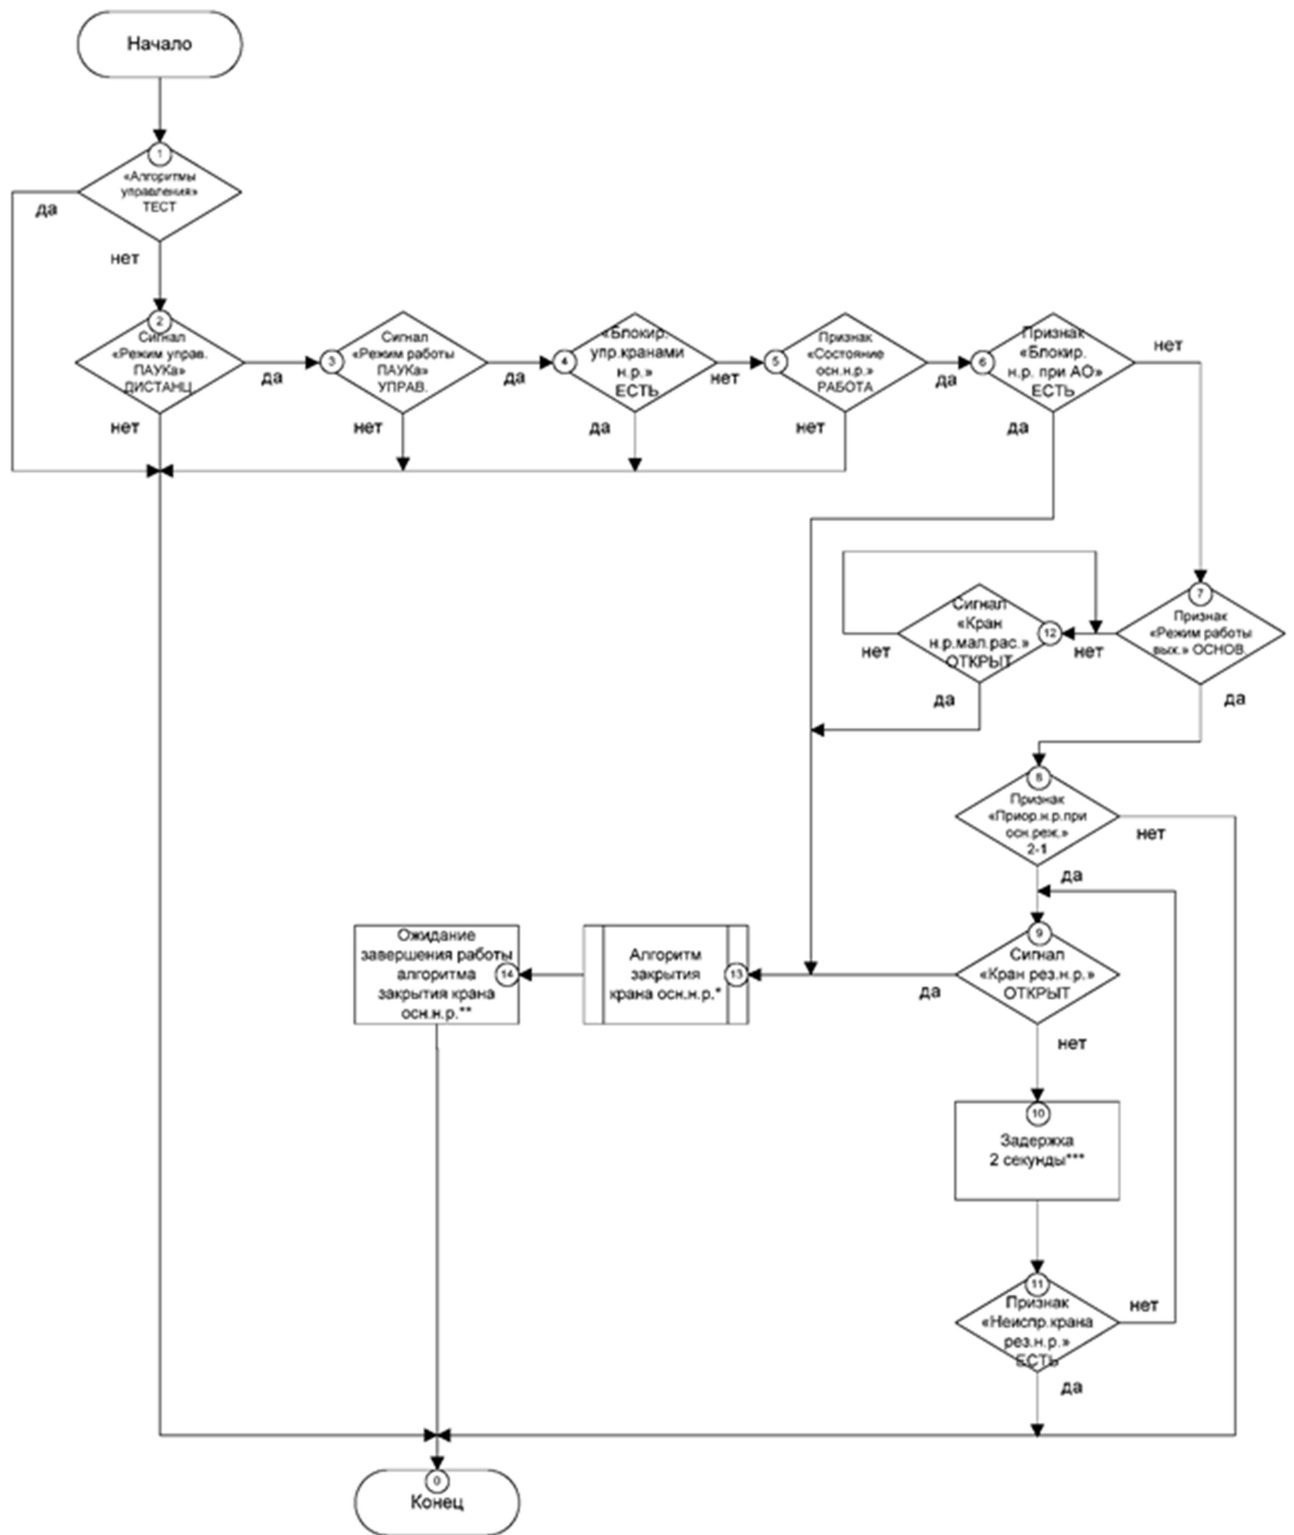 Начало
1
«Алгоритмы
управления»
ТЕСТ
да
нет
2
Сигнал
«Режим управ.
ПАУКа»
ДИСТАНЦ
да
нет
3
Сигнал
«Режим работы
ПАУКа»
УПРАВ.
да
нет
4
«Блокир.
упр.кранами
н.р.»
ЕСТЬ
нет
да
5
Признак
«Состояние
осн.н.р.»
РАБОТА
да
нет
6
Признак
«Блокир.
н.р. при АО»
ЕСТЬ
нет
да
7
Признак
«Режим работы
вых.» ОСНОВ.
нет
да
12
Сигнал
«Кран
н.р.мал.рас.»
ОТКРЫТ
нет
да
8
Признак
«Приор.н.р.при
осн.реж.»
2-1
нет
да
9
Сигнал
«Кран рез.н.р.»
ОТКРЫТ
да
нет
13
Алгоритм
закрытия
крана осн.н.р.*
14
Ожидание
завершения работы
алгоритма
закрытия крана
осн.н.р.**
10
Задержка
2 секунды***
11
Признак
«Неиспр.крана
рез.н.р.»
ЕСТЬ
нет
да
0
Конец